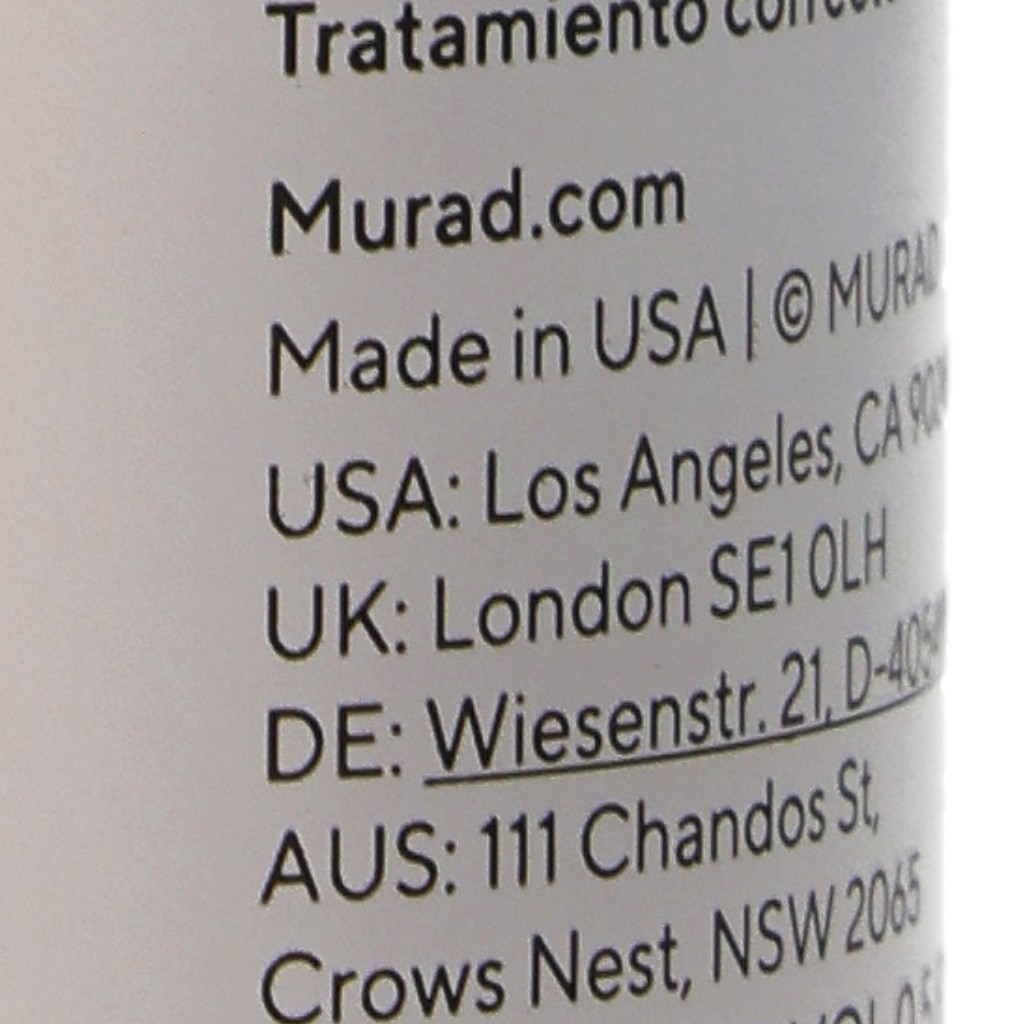 Tratamiento
Murad.com
Made in USA | © MURAD
USA: Los Angeles, CA
UK: London SE1 0LH
DE: Wiesenstr. 21,
AUS: 111 Chandos St,
Crows Nest, NSW 2065